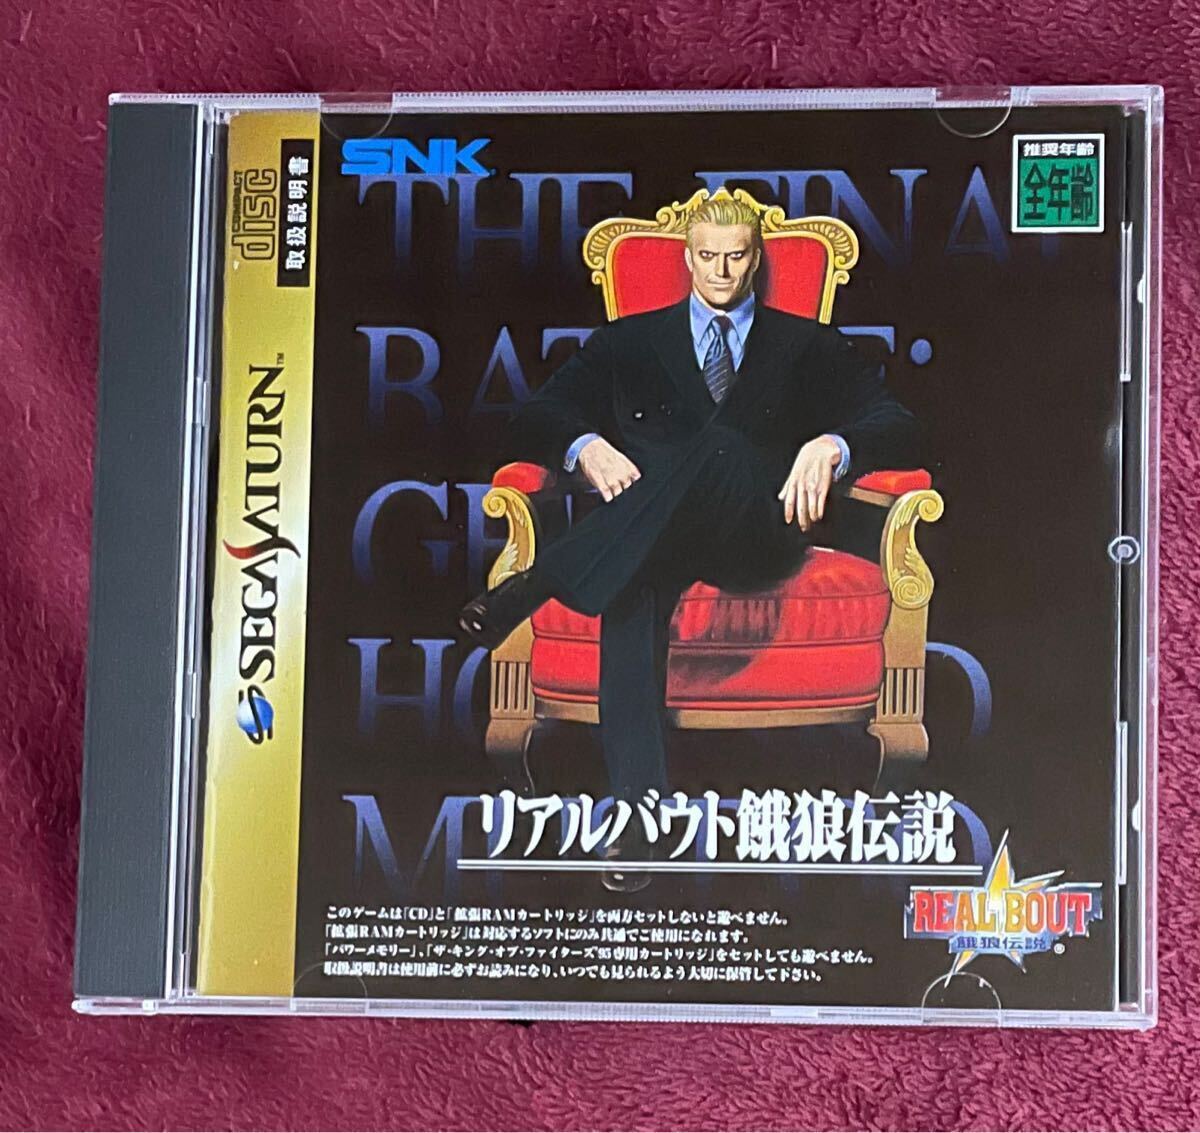 COMPACT
disc
取扱説明書
SEGA SATURN™
SNK
推奨年齢
全年齢
THE FINAL
HO
リアルバウト餓狼伝説
REAL BOUT
餓狼伝説®
このゲームは「CD」と「拡張RAMカートリッジ」を両方セットしないと遊べません。
「拡張RAMカートリッジ」は対応するソフトにのみ共通でご使用になれます。
「パワーメモリー」、「ザ・キング・オブ・ファイターズ'95専用カートリッジ」をセットしても遊べません。
取扱説明書は使用前に必ずお読みになり、いつでも見られるよう大切に保管して下さい。